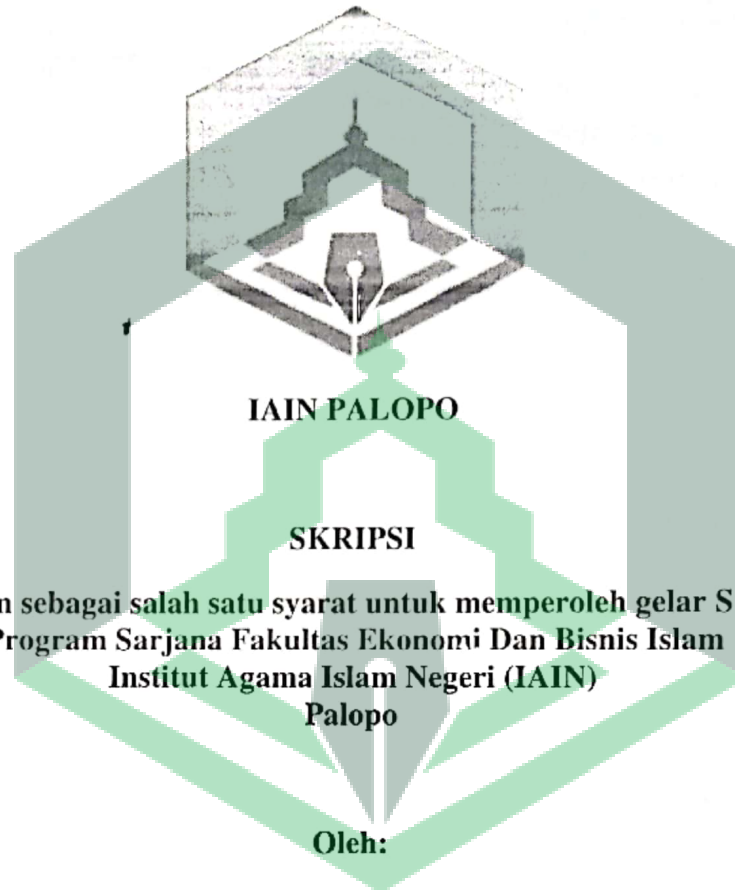 IAIN PALOPO
SKRIPSI
sebagai salah satu syarat untuk memperoleh gelar
Program Sarjana Fakultas Ekonomi Dan Bisnis Islam
Institut Agama Islam Negeri (IAIN)
Palopo
Oleh: